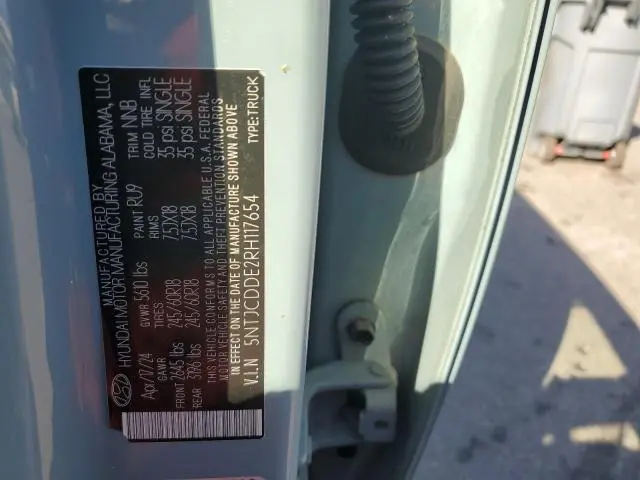 MANUFACTURED BY
HYUNDAI MOTOR MANUFACTURING ALABAMA, LLC
Apr/17/24 GVWR 5610 lbs PAINT RU9 TRIM NNB
GAWR TIRES RIMS COLD TIRE INFL
FRONT 2645 lbs 245/60R18 7.5JX18 35 psi SINGLE
REAR 3396 lbs 245/60R18 7.5JX18 35 psi SINGLE
THIS VEHICLE CONFORMS TO ALL APPLICABLE U.S.A. FEDERAL
MOTOR VEHICLE SAFETY AND THEFT PREVENTION STANDARDS
IN EFFECT ON THE DATE OF MANUFACTURE SHOWN ABOVE
V.I.N 5NTJCDDE2RH117654 TYPE:TRUCK